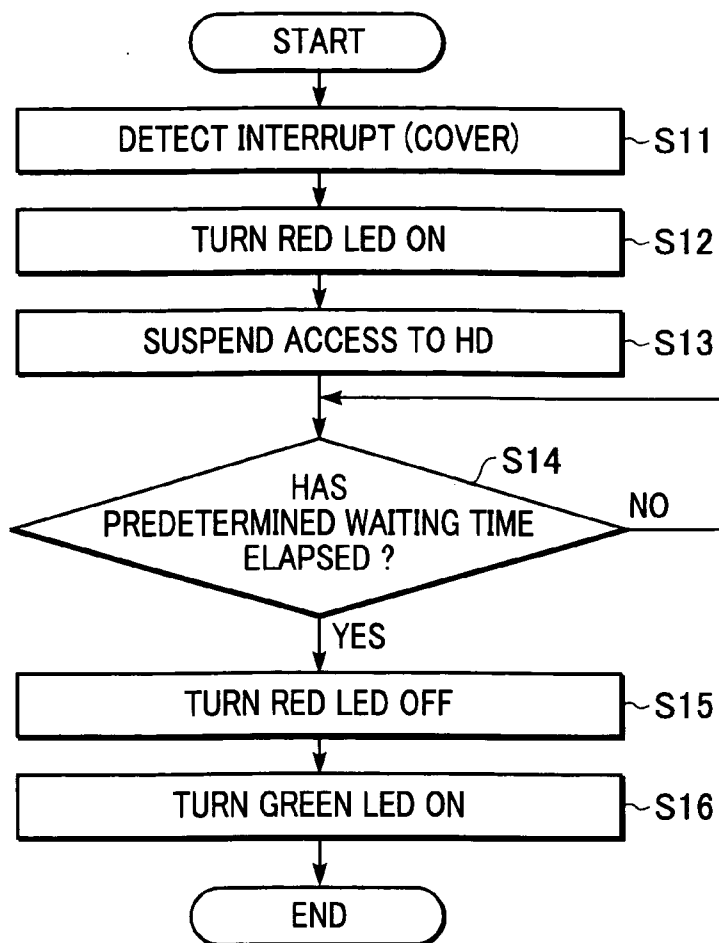 START
DETECT INTERRUPT (COVER)
S11
TURN RED LED ON
S12
SUSPEND ACCESS TO HD
S13
S14
HAS
PREDETERMINED WAITING TIME
ELAPSED ?
NO
YES
TURN RED LED OFF
S15
TURN GREEN LED ON
S16
END